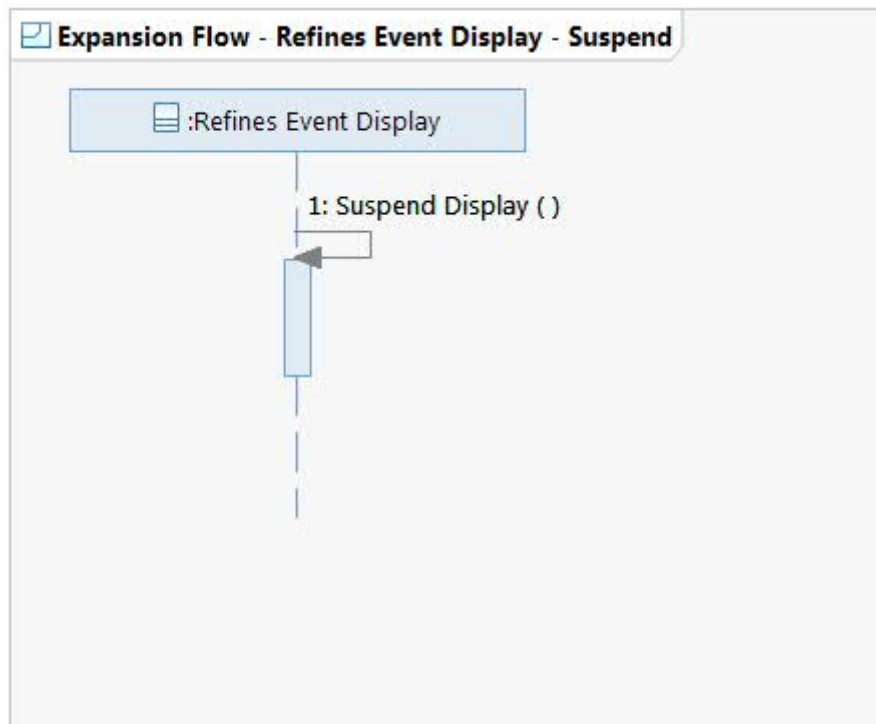 Expansion Flow - Refines Event Display - Suspend
:Refines Event Display
1: Suspend Display ( )